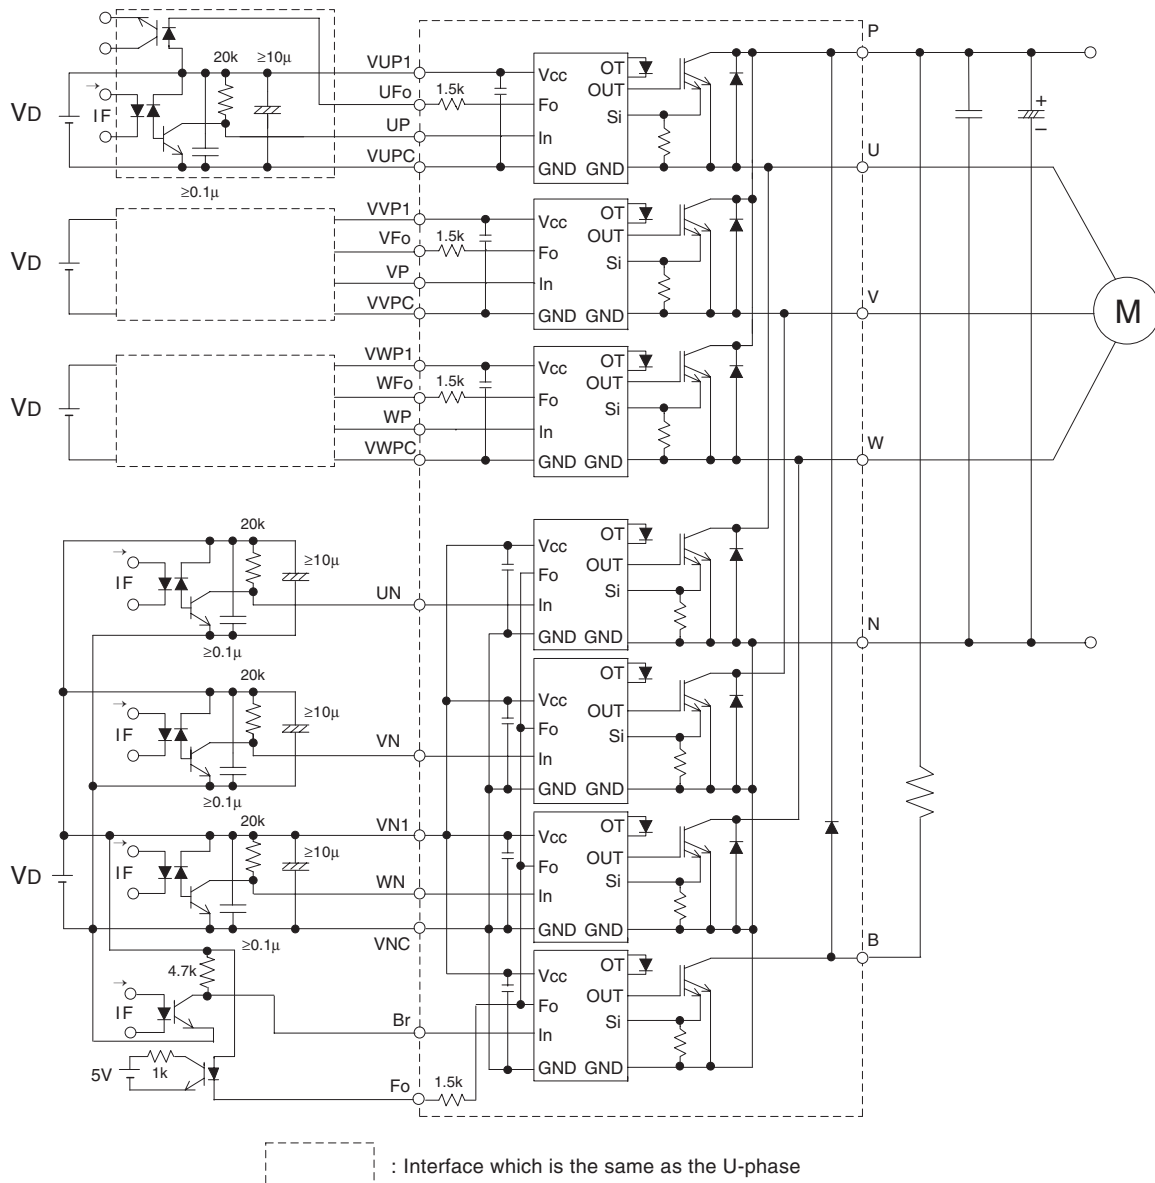 P
20k
≥10µ
VUP1
VD
IF
UFo
1.5k
UP
VUPC
≥0.1µ
Vcc
Fo
In
GND GND
OT
OUT
Si
+
–
U
VD
VVP1
VFo
1.5k
VP
VVPC
Vcc
Fo
In
GND GND
OT
OUT
Si
V
M
VD
VWP1
WFo
1.5k
WP
VWPC
Vcc
Fo
In
GND GND
OT
OUT
Si
W
20k
≥10µ
IF
≥0.1µ
UN
Vcc
Fo
In
GND GND
OT
OUT
Si
N
20k
≥10µ
IF
≥0.1µ
VN
Vcc
Fo
In
GND GND
OT
OUT
Si
20k
≥10µ
VD
IF
≥0.1µ
VN1
WN
VNC
Vcc
Fo
In
GND GND
OT
OUT
Si
B
4.7k
IF
Br
Vcc
Fo
In
GND GND
OT
OUT
Si
5V
1k
Fo
1.5k
: Interface which is the same as the U-phase